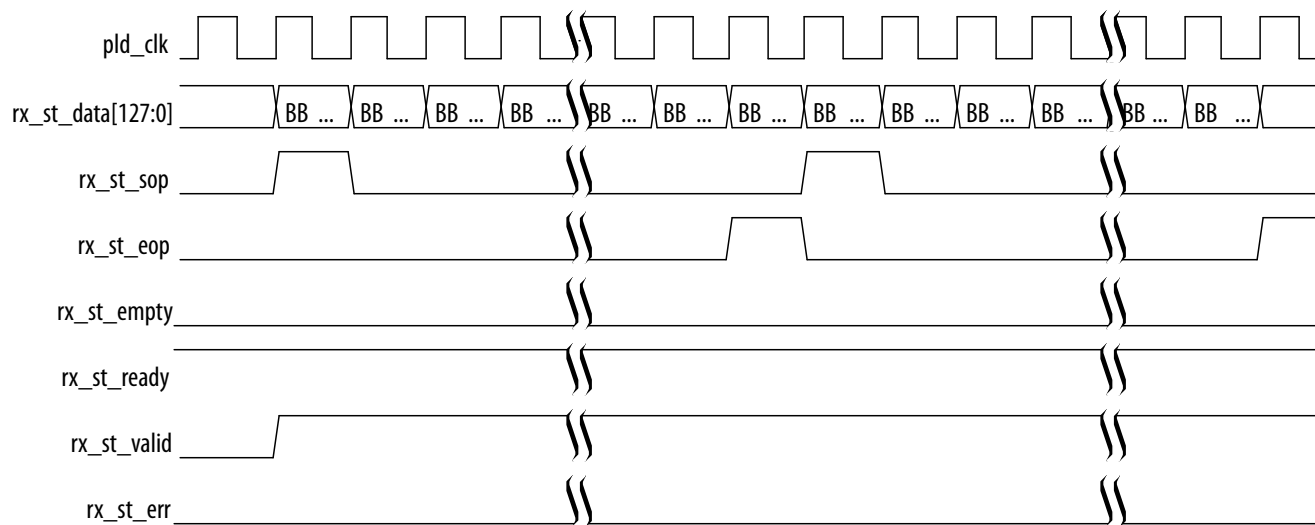 pld_clk
rx_st_data[127:0] BB ... BB ... BB ... BB ... BB ... BB ... BB ... BB ... BB ... BB ... BB ... BB ... BB ...
rx_st_sop
rx_st_eop
rx_st_empty
rx_st_ready
rx_st_valid
rx_st_err